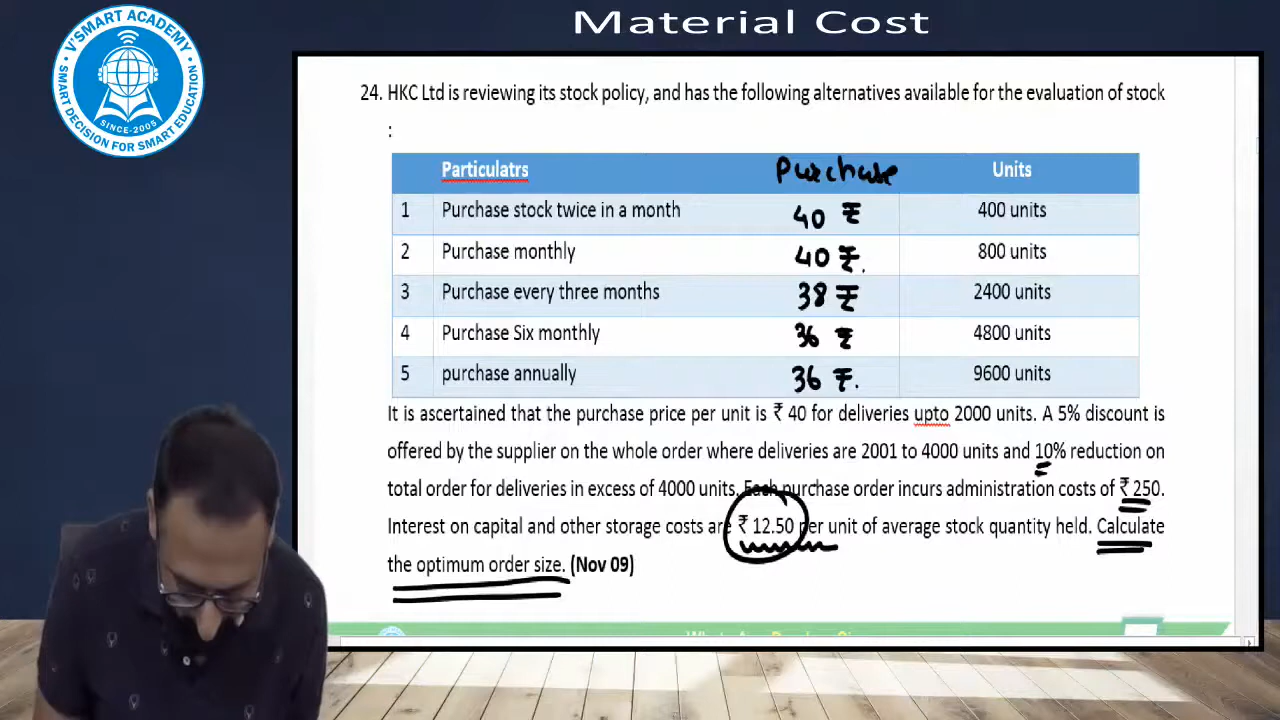 Material Cost
V'SMART ACADEMY
SINCE-2005
SMART DECISION FOR SMART EDUCATION
24. HKC Ltd is reviewing its stock policy, and has the following alternatives available for the evaluation of stock
:
Particulatrs Purchase Units
1 Purchase stock twice in a month 40 ₹ 400 units
2 Purchase monthly 40 ₹. 800 units
3 Purchase every three months 38 ₹ 2400 units
4 Purchase Six monthly 36 ₹ 4800 units
5 purchase annually 36 ₹. 9600 units
It is ascertained that the purchase price per unit is ₹ 40 for deliveries upto 2000 units. A 5% discount is
offered by the supplier on the whole order where deliveries are 2001 to 4000 units and 10% reduction on
total order for deliveries in excess of 4000 units. Each purchase order incurs administration costs of ₹ 250.
Interest on capital and other storage costs are ₹ 12.50 per unit of average stock quantity held. Calculate
the optimum order size. (Nov 09)